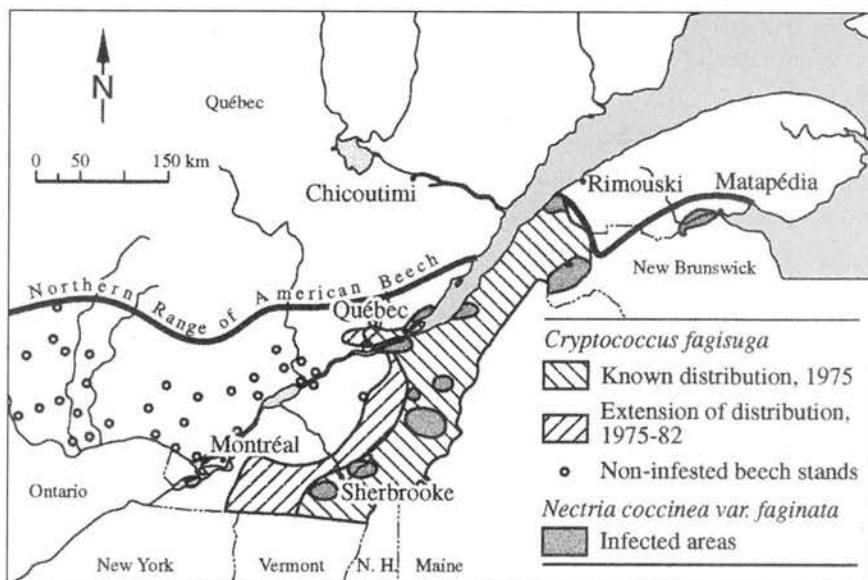 N
Québec
0 50 150 km
Chicoutimi
Rimouski
Matapédia
New Brunswick
Northern Range of American Beech
Québec
Montréal
Sherbrooke
Ontario
New York
Vermont
N. H.
Maine
Cryptococcus fagisuga
Known distribution, 1975
Extension of distribution,
1975-82
Non-infested beech stands
Nectria coccinea var. faginata
Infected areas